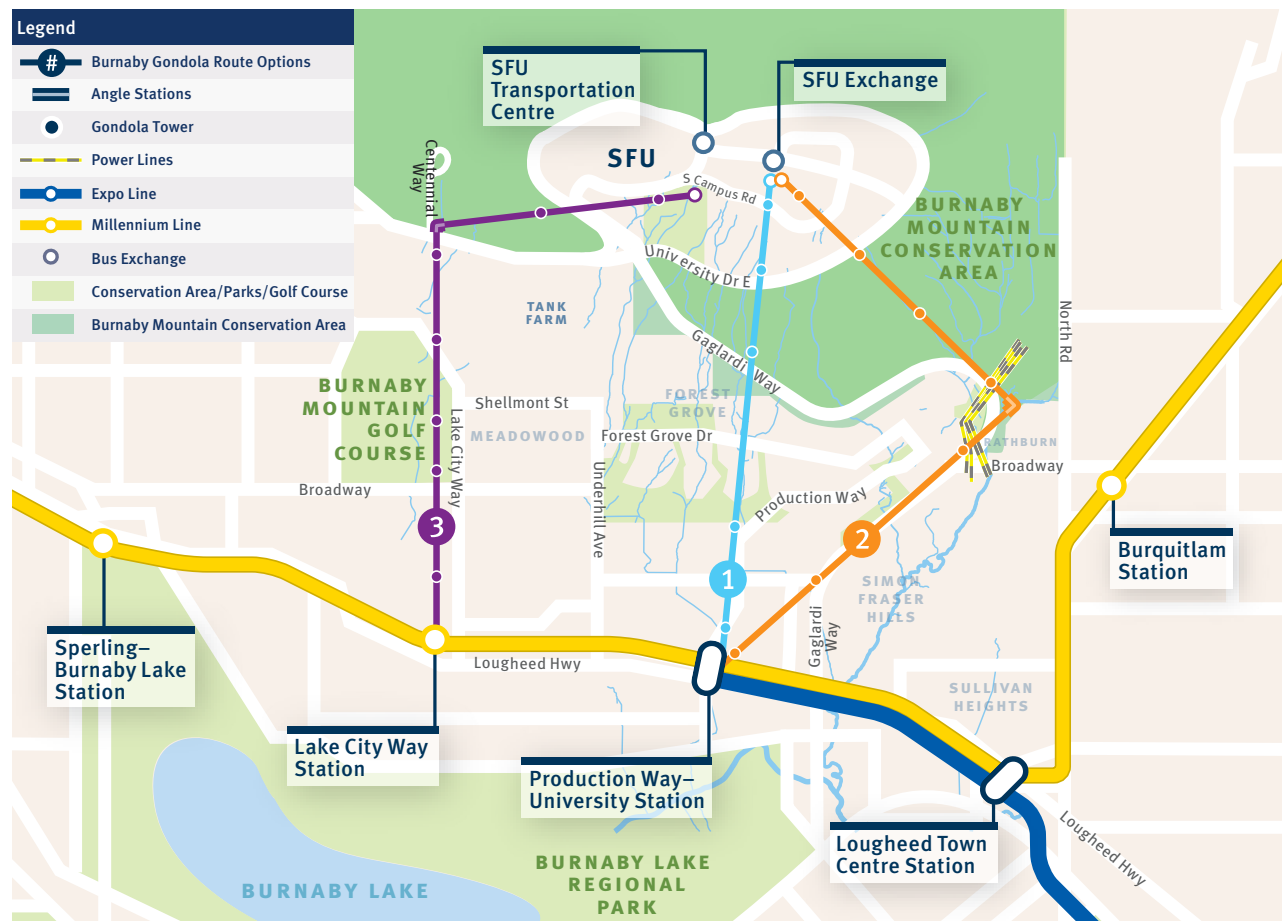 Legend
#
Burnaby Gondola Route Options
Angle Stations
Gondola Tower
Power Lines
Expo Line
Millennium Line
Bus Exchange
Conservation Area/Parks/Golf Course
Burnaby Mountain Conservation Area
SFU
Transportation
Centre
SFU Exchange
SFU
Centennial
Way
S Campus Rd
BURNABY
MOUNTAIN
CONSERVATION
AREA
University Dr E
TANK
FARM
North Rd
Gaglardi Way
BURNABY
MOUNTAIN
GOLF
COURSE
Shellmont St
FOREST
GROVE
Lake City Way
MEADOWOOD
Forest Grove Dr
RATHBURN
Broadway
Broadway
Underhill Ave
Production Way
3
2
1
Burquitlam
Station
SIMON
FRASER
HILLS
Gaglardi
Way
Sperling–
Burnaby Lake
Station
Lougheed Hwy
SULLIVAN
HEIGHTS
Lake City Way
Station
Production Way–
University Station
Lougheed Town
Centre Station
Lougheed Hwy
BURNABY LAKE
BURNABY LAKE
REGIONAL
PARK